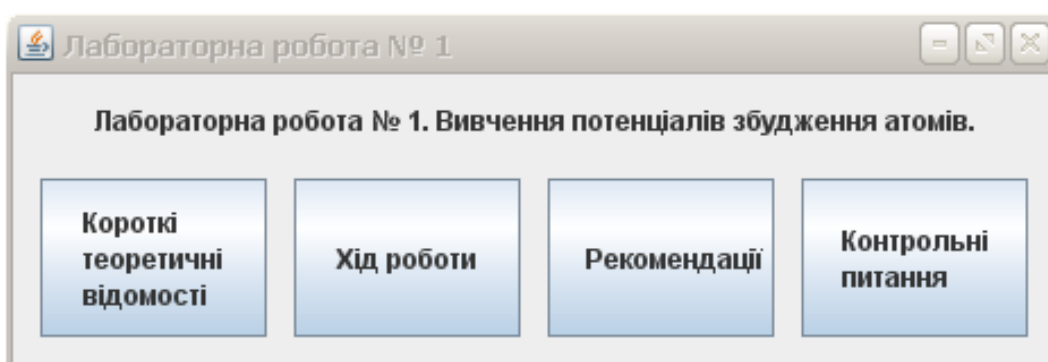 Лабораторна робота № 1
Лабораторна робота № 1. Вивчення потенціалів збудження атомів.
Короткі
теоретичні
відомості
Хід роботи
Рекомендації
Контрольні
питання